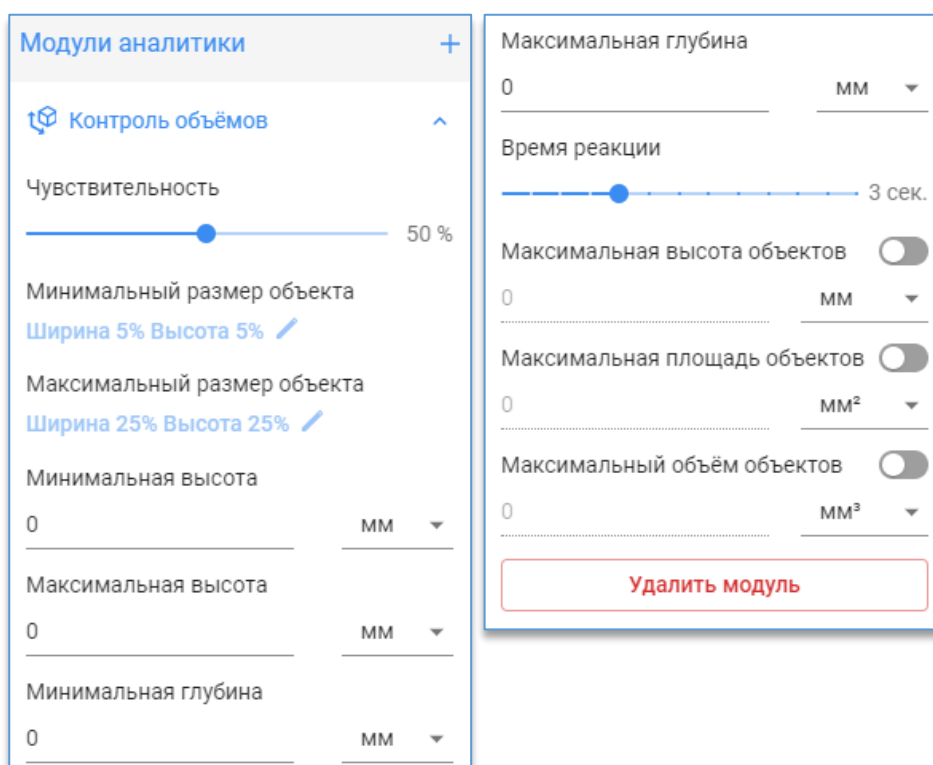 Модули аналитики +
Контроль объёмов
Чувствительность
50 %
Минимальный размер объекта
Ширина 5% Высота 5%
Максимальный размер объекта
Ширина 25% Высота 25%
Минимальная высота
0 мм
Максимальная высота
0 мм
Минимальная глубина
0 мм
Максимальная глубина
0 мм
Время реакции
3 сек.
Максимальная высота объектов
0 мм
Максимальная площадь объектов
0 мм²
Максимальный объём объектов
0 мм³
Удалить модуль